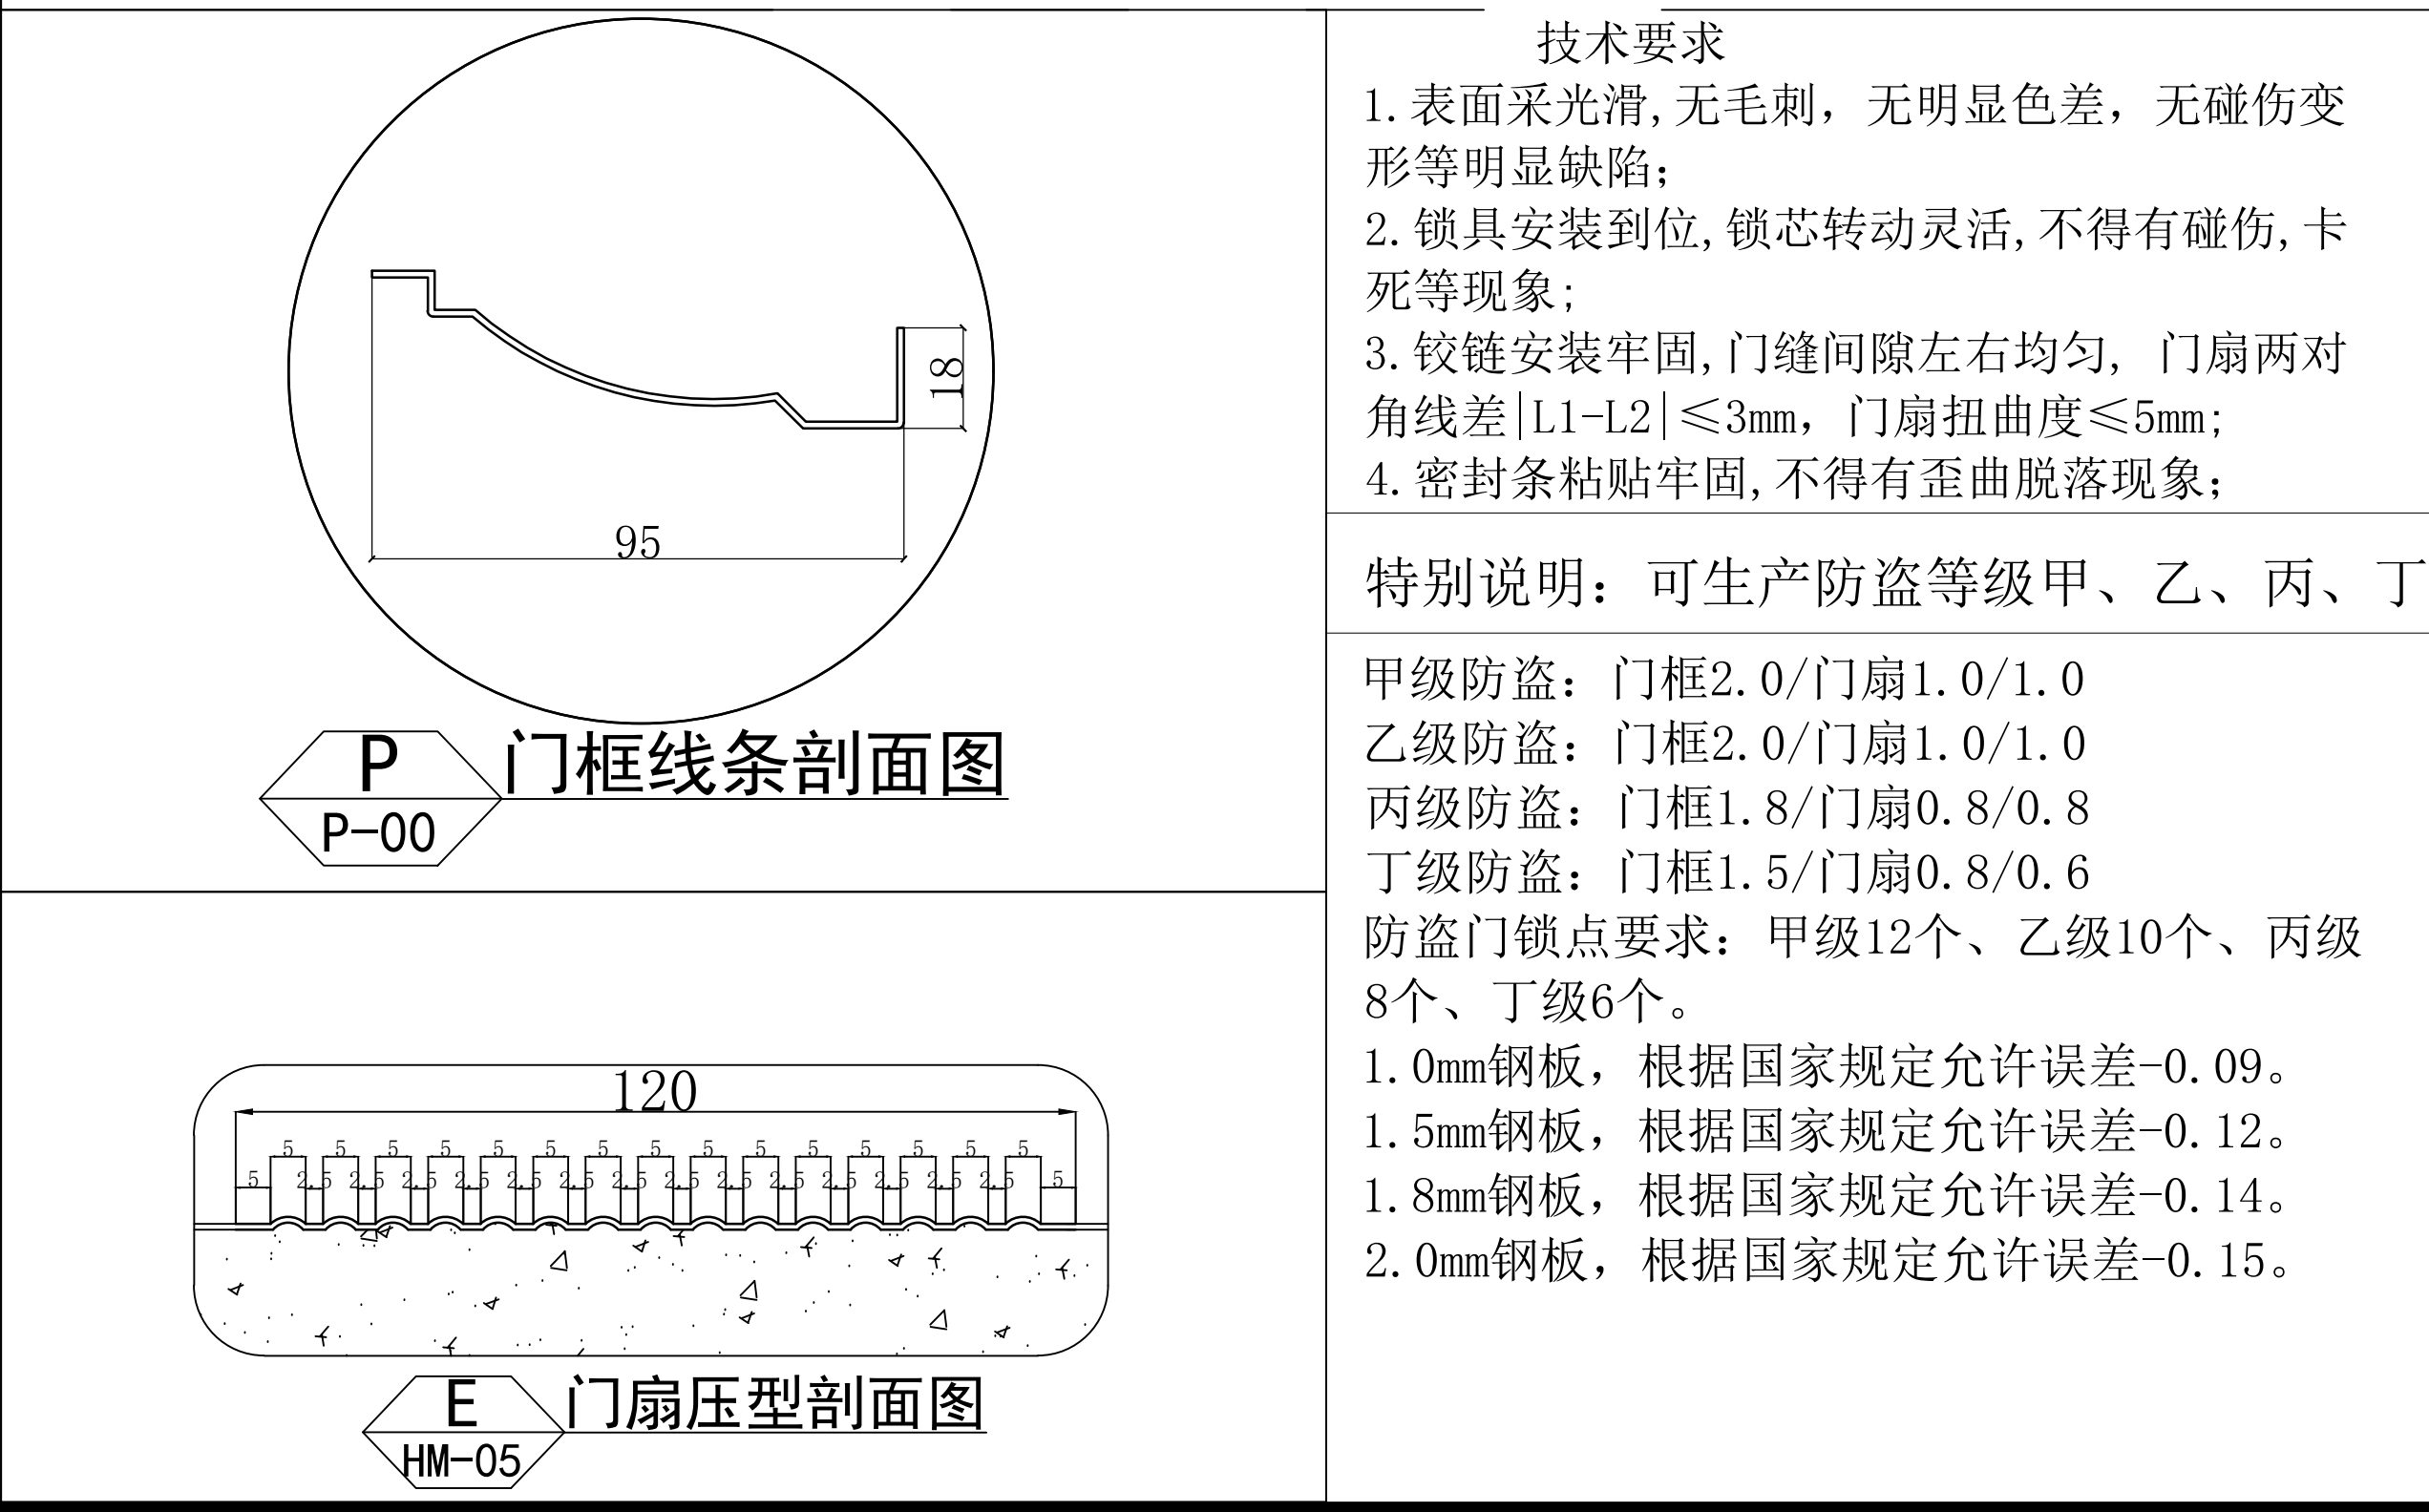 18
95
P
P-00
门框线条剖面图
120
5 5 5 5 5 5 5 5 5 5 5 5 5 5 5
5 2.5 2.5 2.5 2.5 2.5 2.5 2.5 2.5 2.5 2.5 2.5 2.5 2.5 2.5 5
E
HM-05
门扇压型剖面图
技术要求
1.表面采光滑,无毛刺，无明显色差，无碰伤变
形等明显缺陷；
2.锁具安装到位,锁芯转动灵活,不得有碰伤,卡
死等现象;
3.铰链安装牢固,门缝间隙左右均匀, 门扇两对
角线差|L1-L2|≤3mm，门扇扭曲度≤5mm;
4.密封条粘贴牢固,不得有歪曲脱落现象；
特别说明：可生产防盗等级甲、乙、丙、丁
甲级防盗：门框2.0/门扇1.0/1.0
乙级防盗：门框2.0/门扇1.0/1.0
丙级防盗：门框1.8/门扇0.8/0.8
丁级防盗：门框1.5/门扇0.8/0.6
防盗门锁点要求：甲级12个、乙级10个、丙级
8个、丁级6个。
1.0mm钢板，根据国家规定允许误差-0.09。
1.5mm钢板，根据国家规定允许误差-0.12。
1.8mm钢板，根据国家规定允许误差-0.14。
2.0mm钢板，根据国家规定允许误差-0.15。